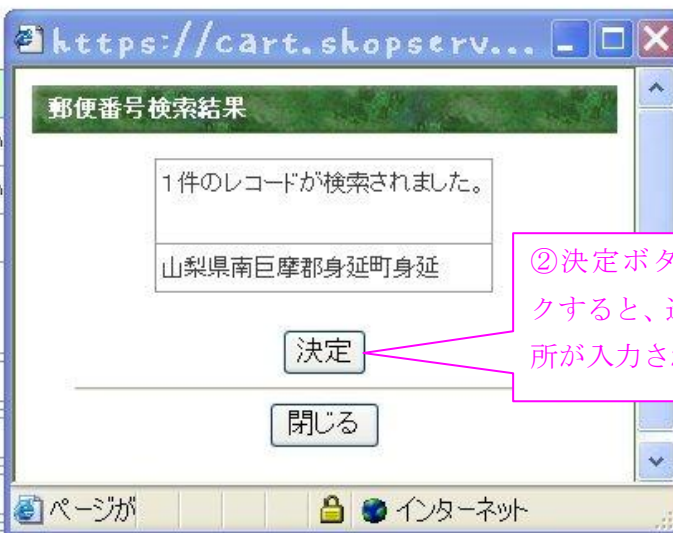 https://cart.shopserv...
郵便番号検索結果
1件のレコードが検索されました。
山梨県南巨摩郡身延町身延
②決定ボタ
クすると、
所が入力さ
決定
閉じる
ページが
インターネット